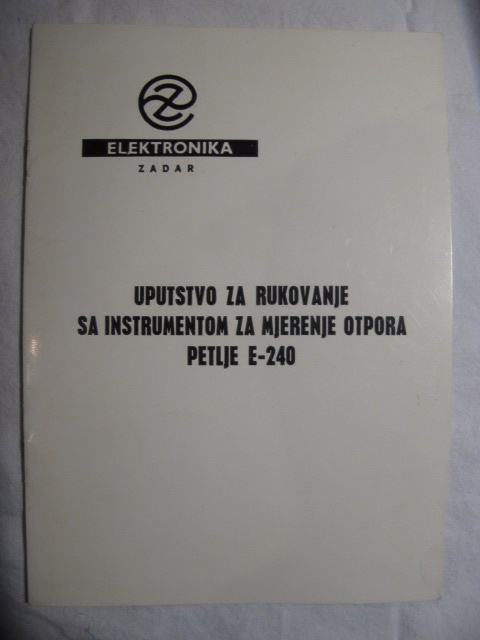 ELEKTRONIKA
ZADAR
UPUTSTVO ZA RUKOVANJE
SA INSTRUMENTOM ZA MJERENJE OTPORA
PETLJE E-240